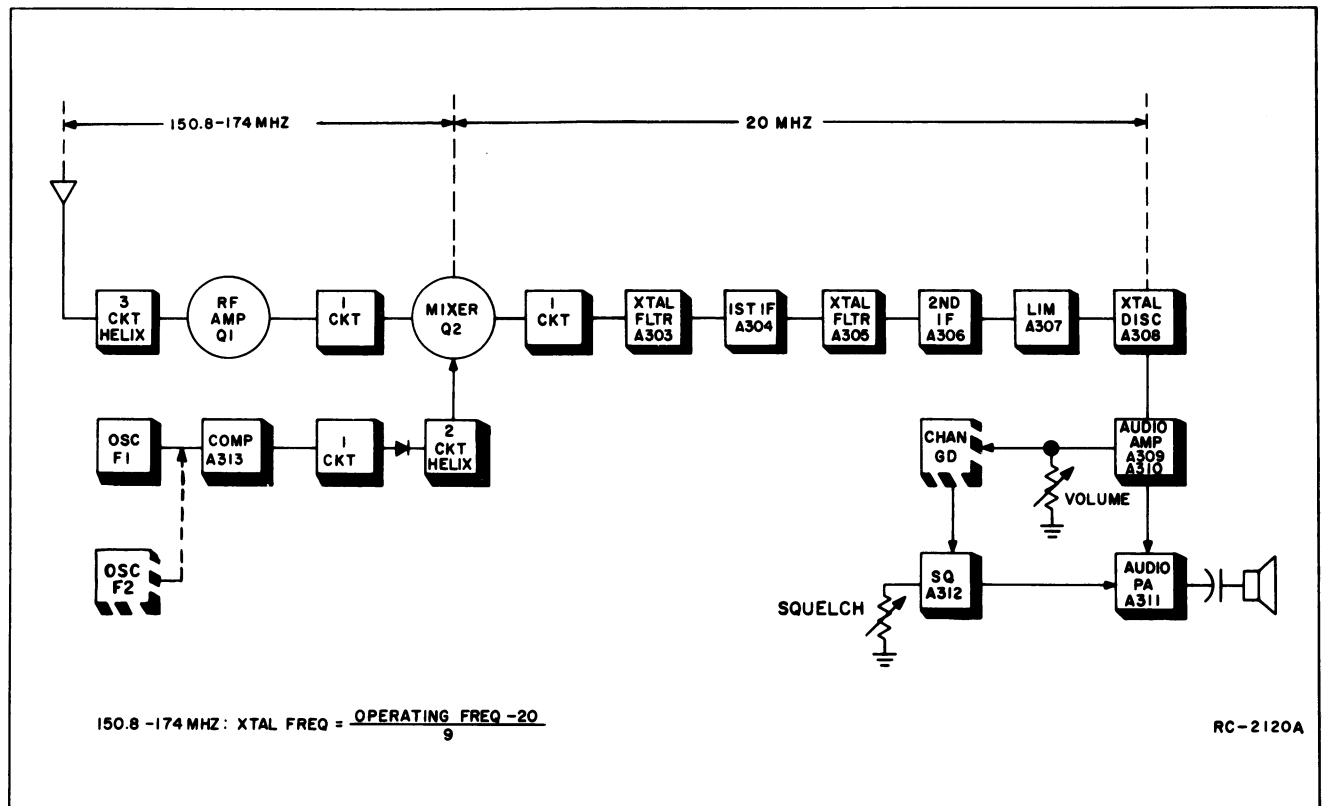 150.8-174 MHZ
20 MHZ
3
CKT
HELIX
RF
AMP
Q1
1
CKT
MIXER
Q2
1
CKT
XTAL
FLTR
A303
1ST IF
A304
XTAL
FLTR
A305
2ND
IF
A306
LIM
A307
XTAL
DISC
A308
OSC
F1
COMP
A313
1
CKT
2
CKT
HELIX
CHAN
GD
VOLUME
AUDIO
AMP
A309
A310
OSC
F2
SQUELCH
SQ
A312
AUDIO
PA
A311
150.8-174 MHZ: XTAL FREQ = OPERATING FREQ -20
9
RC-2120A